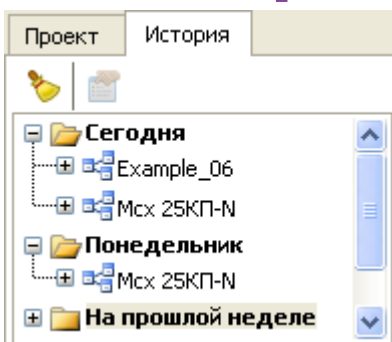 Проект История
Сегодня
Example_06
Мсх 25КП-N
Понедельник
Мсх 25КП-N
На прошлой неделе